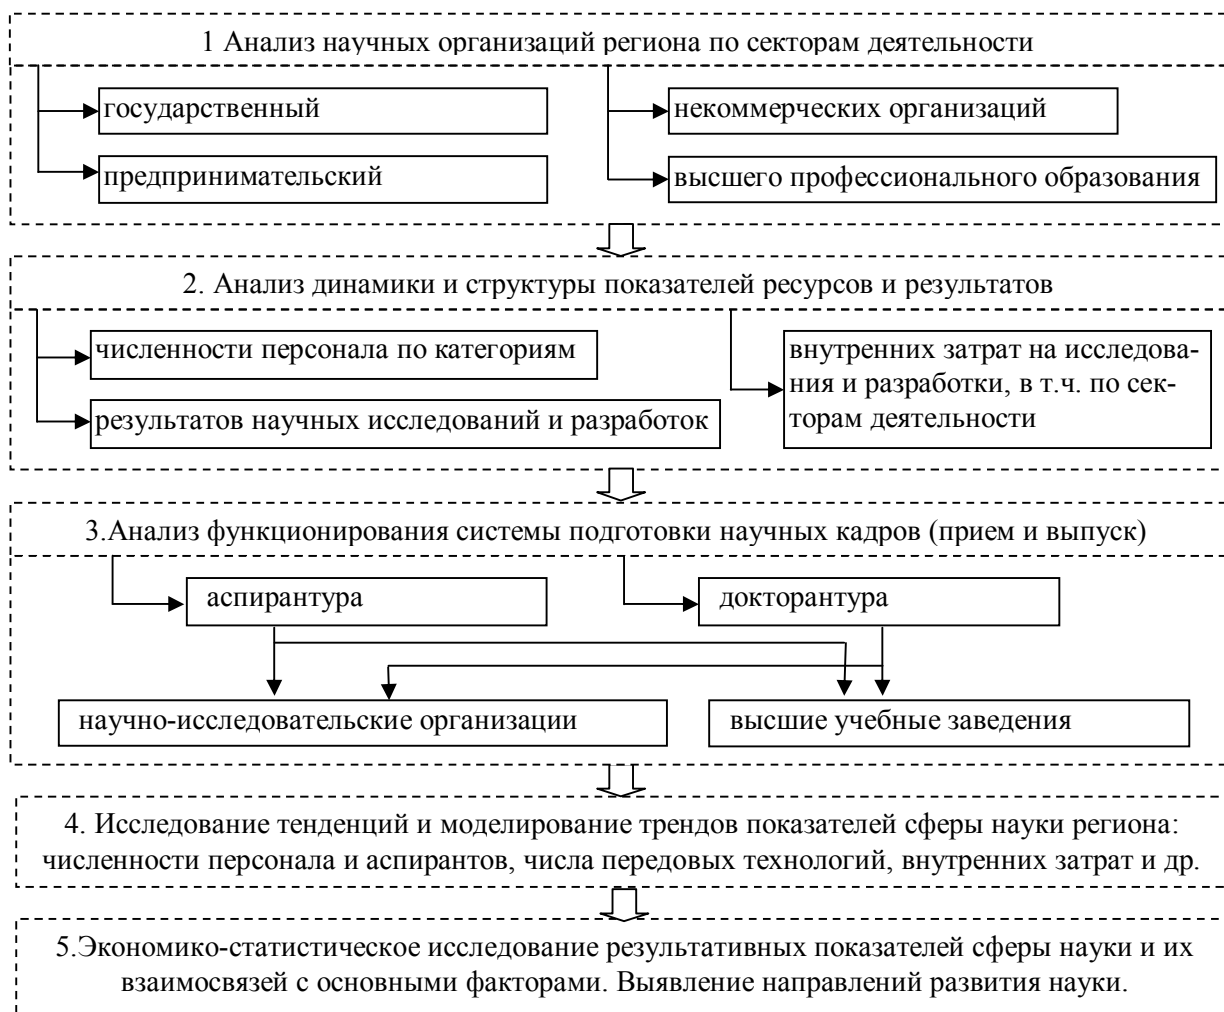 1 Анализ научных организаций региона по секторам деятельности
государственный
некоммерческих организаций
предпринимательский
высшего профессионального образования
2. Анализ динамики и структуры показателей ресурсов и результатов
численности персонала по категориям
результатов научных исследований и разработок
внутренних затрат на исследова-
ния и разработки, в т.ч. по сек-
торам деятельности
3.Анализ функционирования системы подготовки научных кадров (прием и выпуск)
аспирантура
докторантура
научно-исследовательские организации
высшие учебные заведения
4. Исследование тенденций и моделирование трендов показателей сферы науки региона:
численности персонала и аспирантов, числа передовых технологий, внутренних затрат и др.
5.Экономико-статистическое исследование результативных показателей сферы науки и их
взаимосвязей с основными факторами. Выявление направлений развития науки.